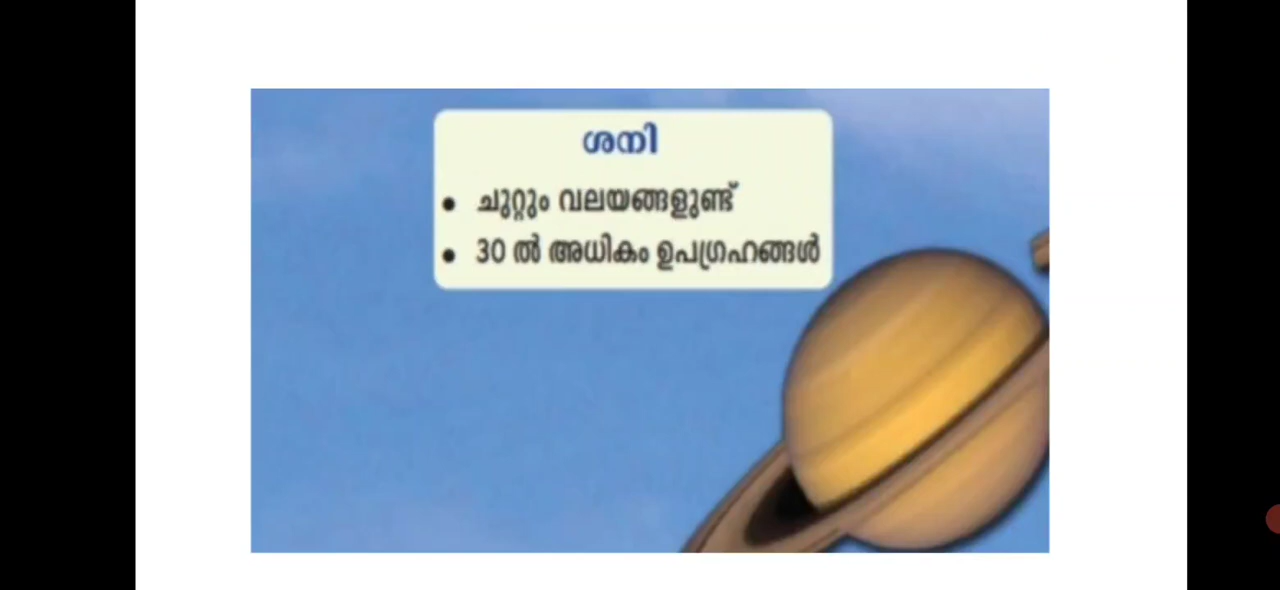 ശനി
• ചുറ്റും വലയങ്ങളുണ്ട്
• 30 ൽ അധികം ഉപഗ്രഹങ്ങൾ